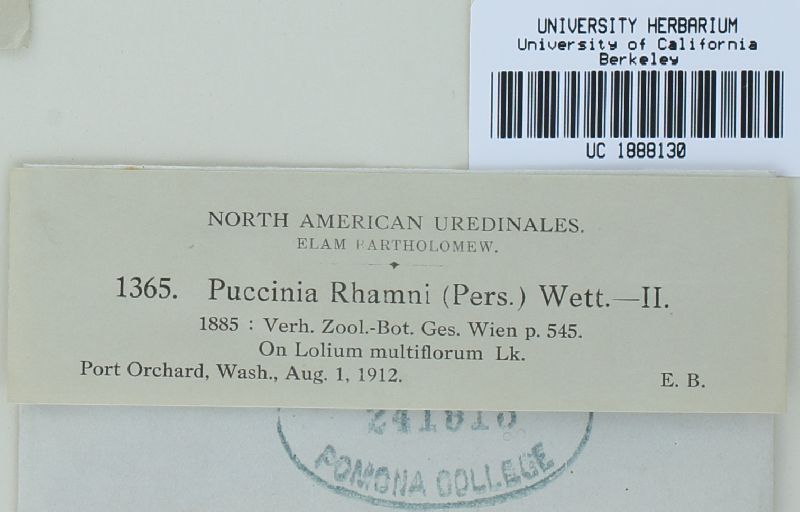 UNIVERSITY HERBARIUM
University of California
Berkeley
UC 1888130
NORTH AMERICAN UREDINALES.
ELAM BARTHOLOMEW.
1365. Puccinia Rhamni (Pers.) Wett.—II.
1885 : Verh. Zool.-Bot. Ges. Wien p. 545.
On Lolium multiflorum Lk.
Port Orchard, Wash., Aug. 1, 1912. E. B.
POMONA COLLEGE